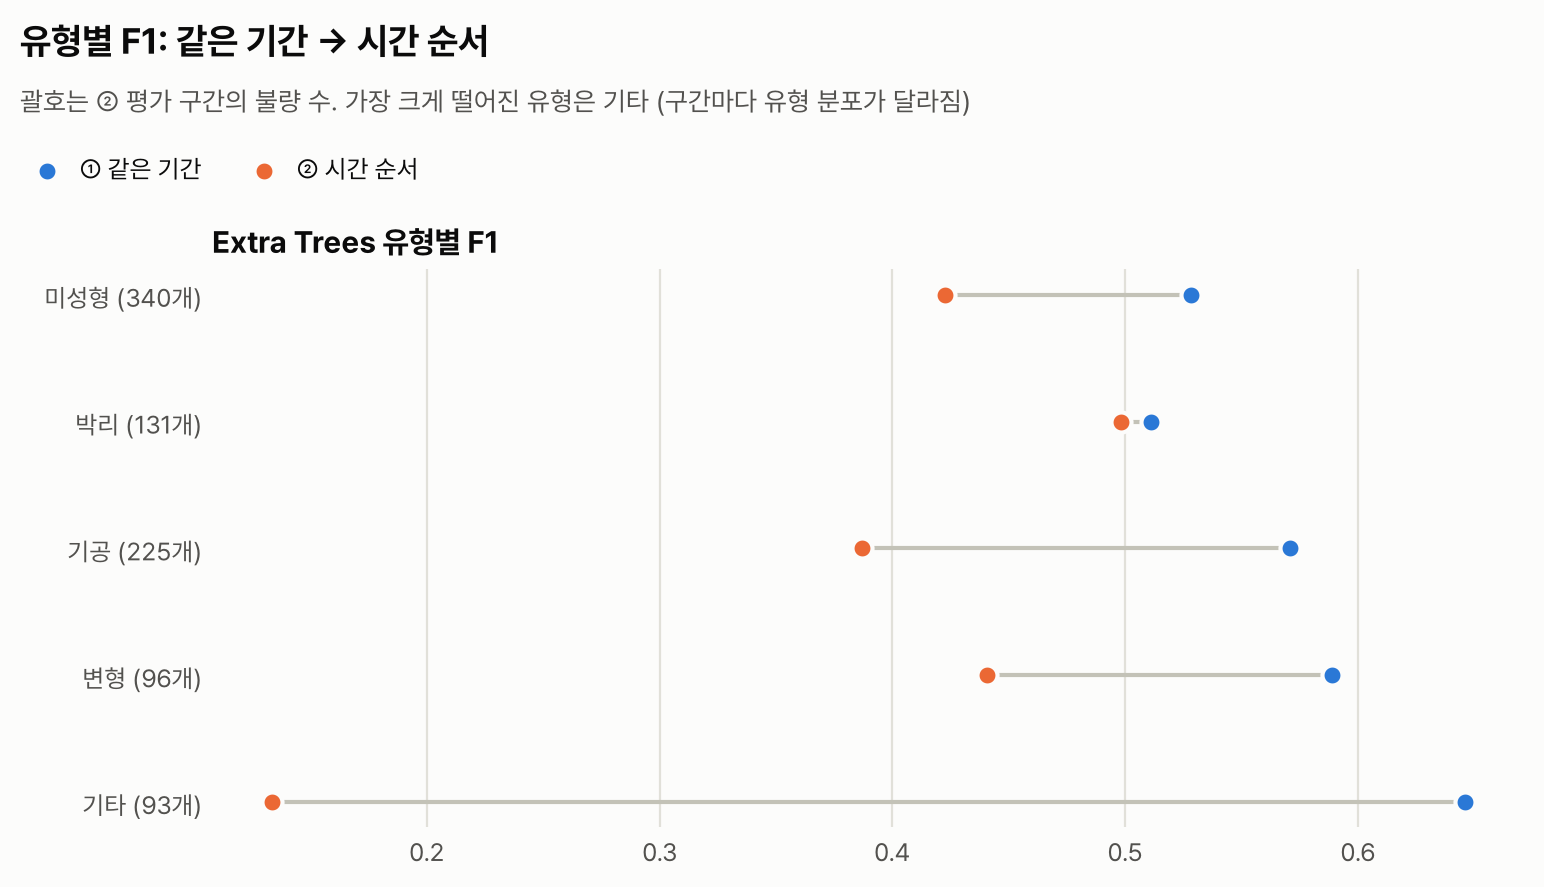 유형별 F1: 같은 기간 → 시간 순서
괄호는 ② 평가 구간의 불량 수. 가장 크게 떨어진 유형은 기타 (구간마다 유형 분포가 달라짐)
① 같은 기간 ② 시간 순서
Extra Trees 유형별 F1
미성형 (340개)
박리 (131개)
기공 (225개)
변형 (96개)
기타 (93개)
0.2 0.3 0.4 0.5 0.6